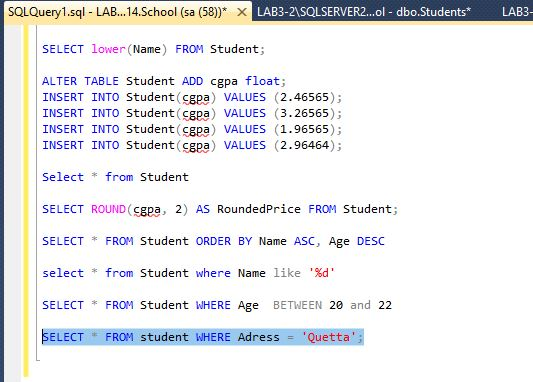 SQLQuery1.sql - LAB...14.School (sa (58))* × LAB3-2\SQLSERVER2...ol - dbo.Students* LAB3-
SELECT lower(Name) FROM Student;
ALTER TABLE Student ADD cgpa float;
INSERT INTO Student(cgpa) VALUES (2.46565);
INSERT INTO Student(cgpa) VALUES (3.26565);
INSERT INTO Student(cgpa) VALUES (1.96565);
INSERT INTO Student(cgpa) VALUES (2.96464);
Select * from Student
SELECT ROUND(cgpa, 2) AS RoundedPrice FROM Student;
SELECT * FROM Student ORDER BY Name ASC, Age DESC
select * from Student where Name like '%d'
SELECT * FROM Student WHERE Age  BETWEEN 20 and 22
SELECT * FROM student WHERE Adress = 'Quetta';